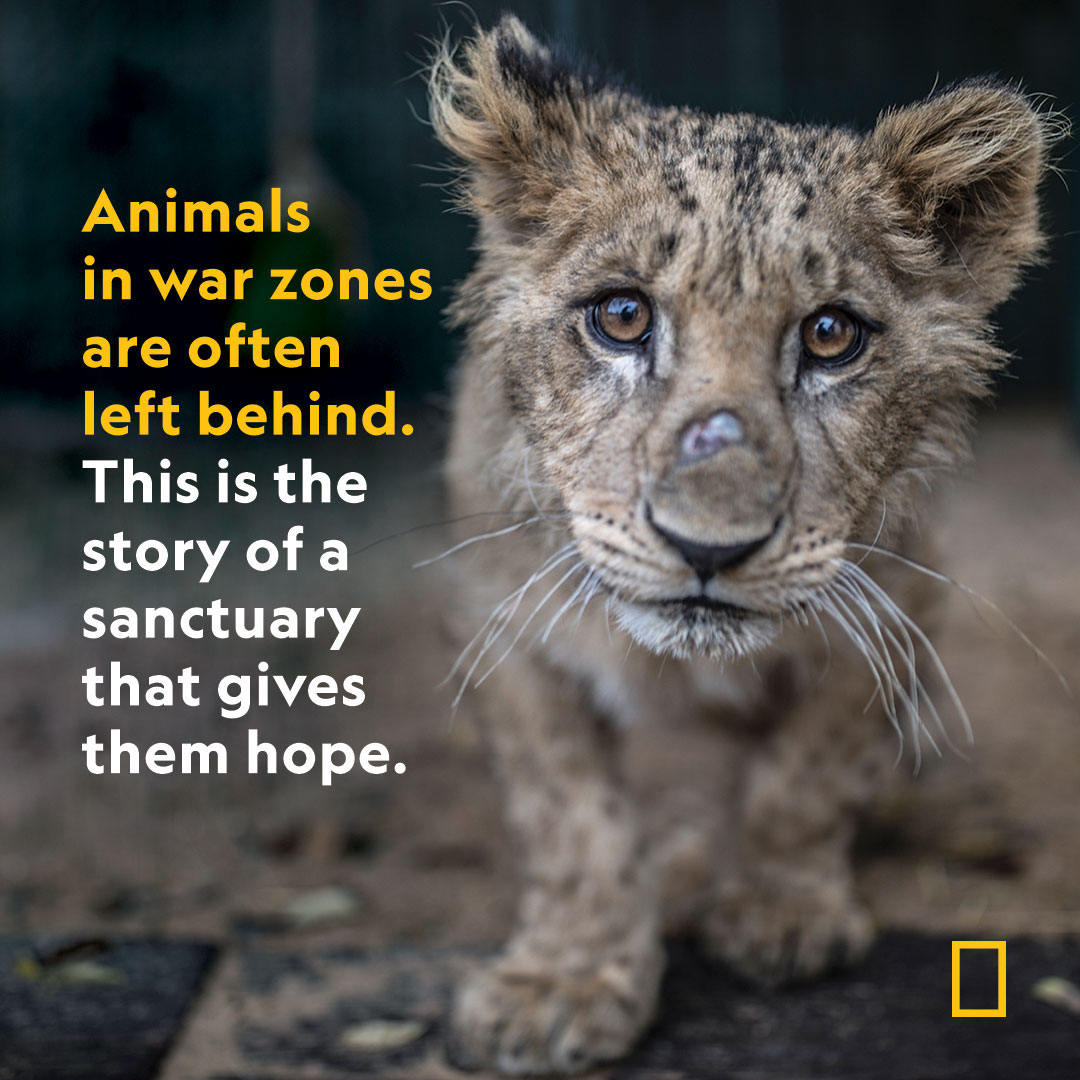 Animals
in war zones
are often
left behind.
This is the
story of a
sanctuary
that gives
them hope.